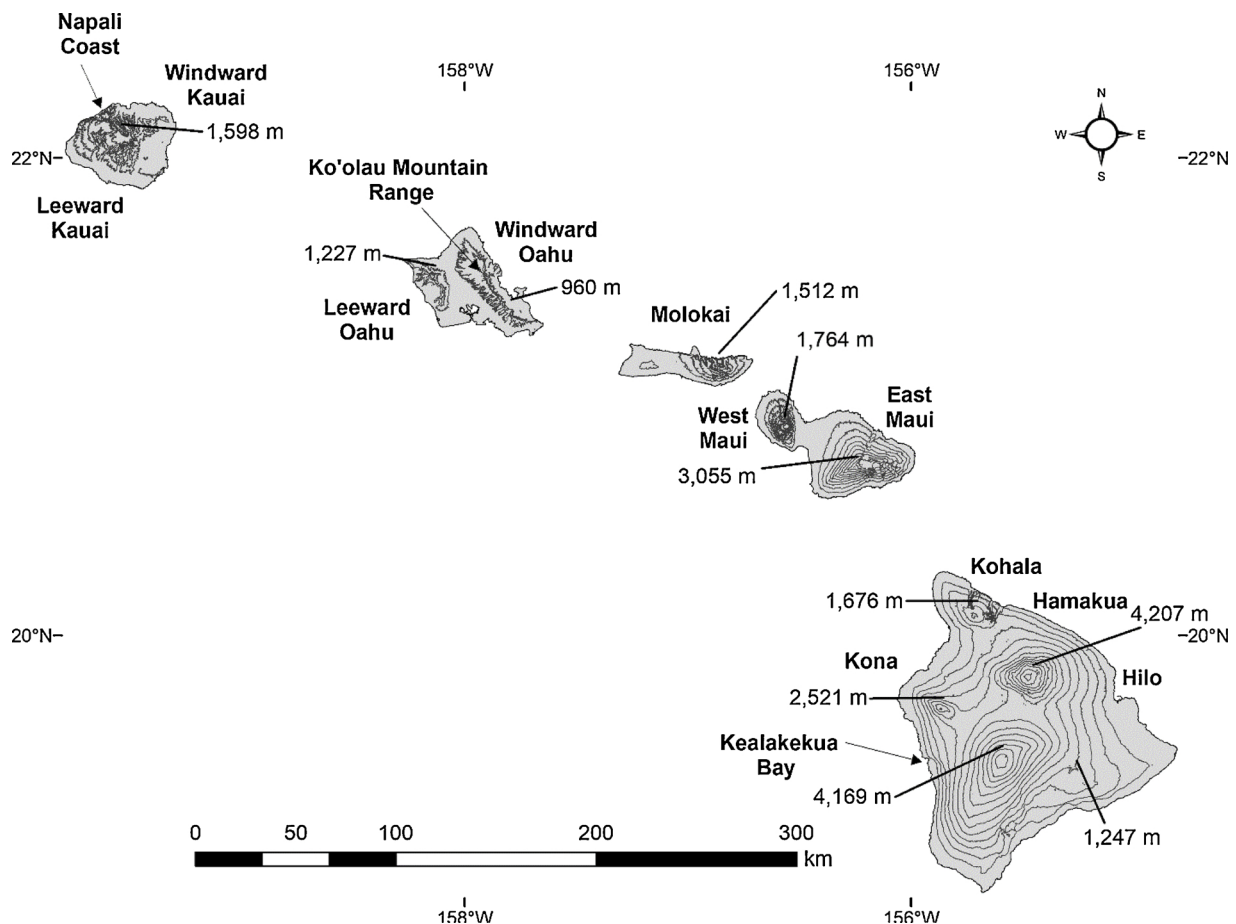 Napali
Coast
Windward
Kauai
1,598 m
Leeward
Kauai
158°W
156°W
N
W
E
S
22°N
22°N
Ko'olau Mountain
Range
Windward
Oahu
1,227 m
960 m
Leeward
Oahu
Molokai
1,512 m
1,764 m
West
Maui
East
Maui
3,055 m
Kohala
1,676 m
Hamakua
4,207 m
20°N
20°N
Kona
Hilo
2,521 m
Kealakekua
Bay
4,169 m
1,247 m
0 50 100 200 300
km
158°W
156°W